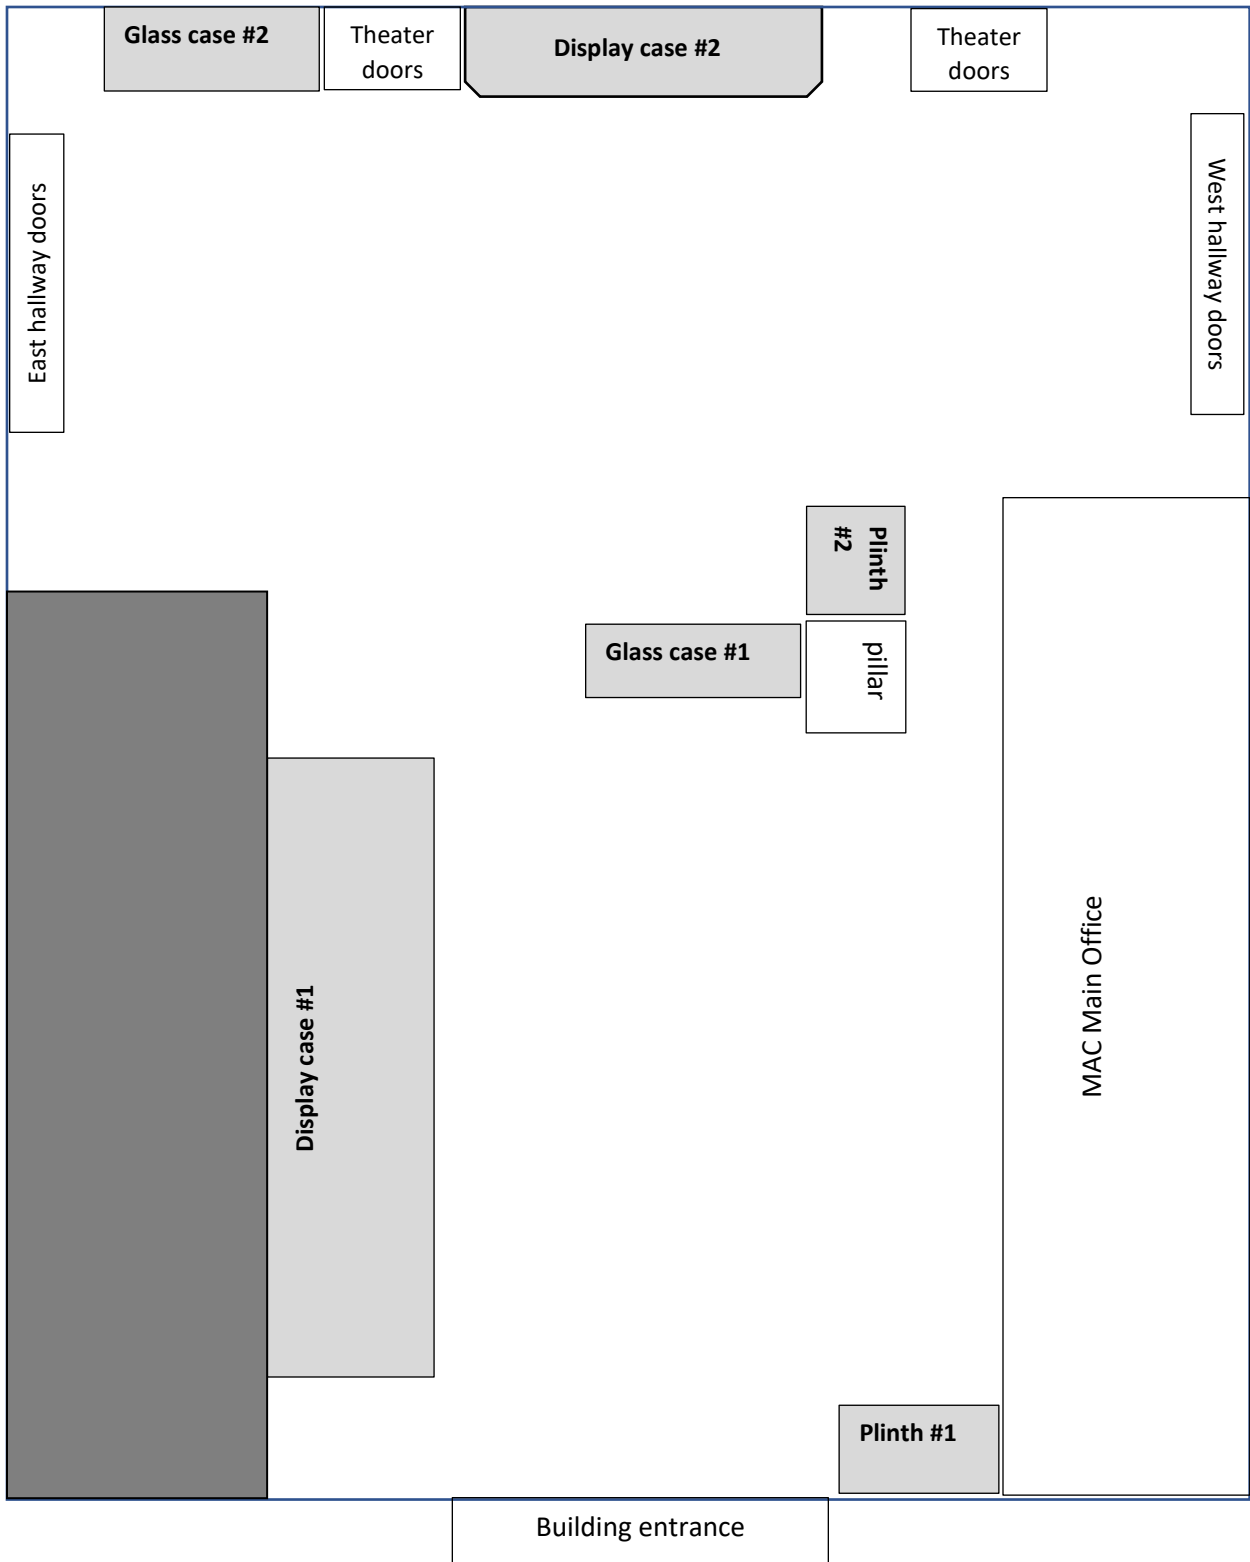 Glass case #2
Theater
doors
Display case #2
Theater
doors
East hallway doors
West hallway doors
Plinth
#2
Glass case #1
pillar
Display case #1
MAC Main Office
Plinth #1
Building entrance